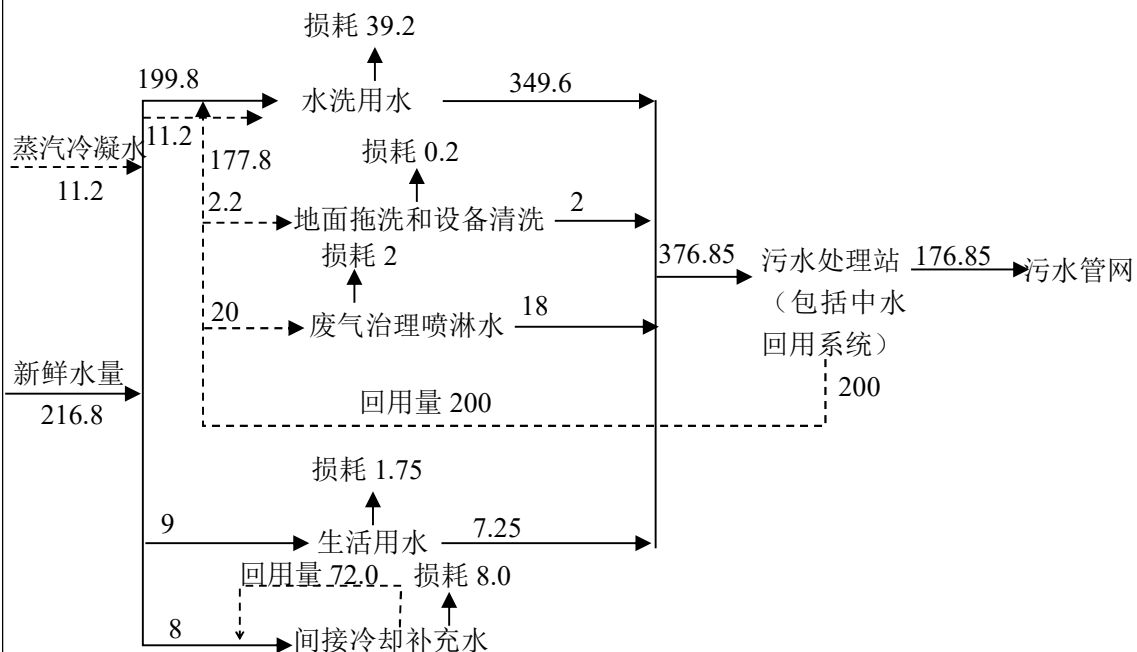 损耗 39.2
199.8
水洗用水
349.6
11.2
蒸汽冷凝水
11.2
177.8
损耗 0.2
2.2
地面拖洗和设备清洗
2
损耗 2
20
废气治理喷淋水
18
376.85
污水处理站
（包括中水
回用系统）
176.85
污水管网
新鲜水量
216.8
回用量 200
200
损耗 1.75
9
生活用水
7.25
回用量 72.0
损耗 8.0
8
间接冷却补充水